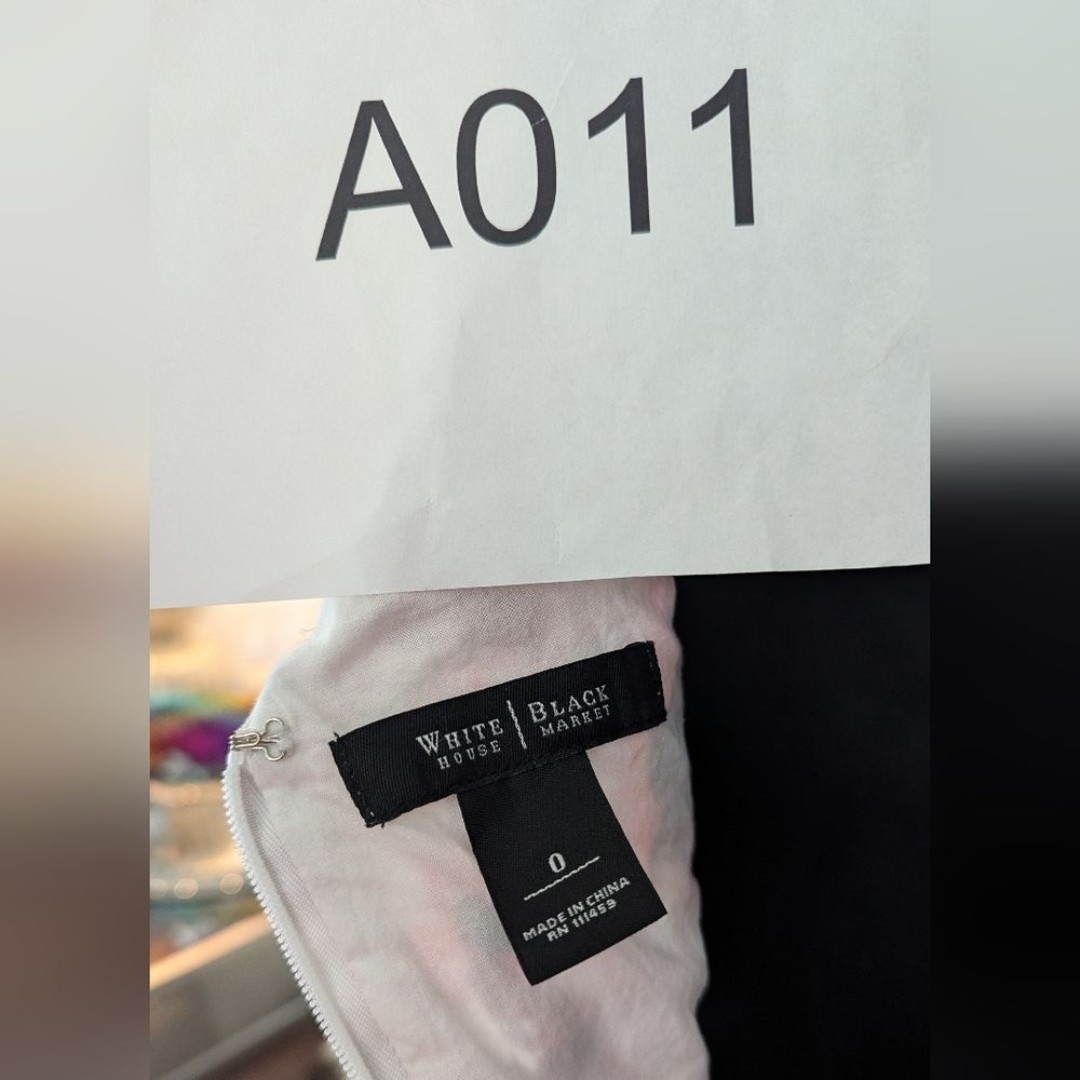 A011
WHITE | BLACK
HOUSE MARKET
0
MADE IN CHINA
RN 111459